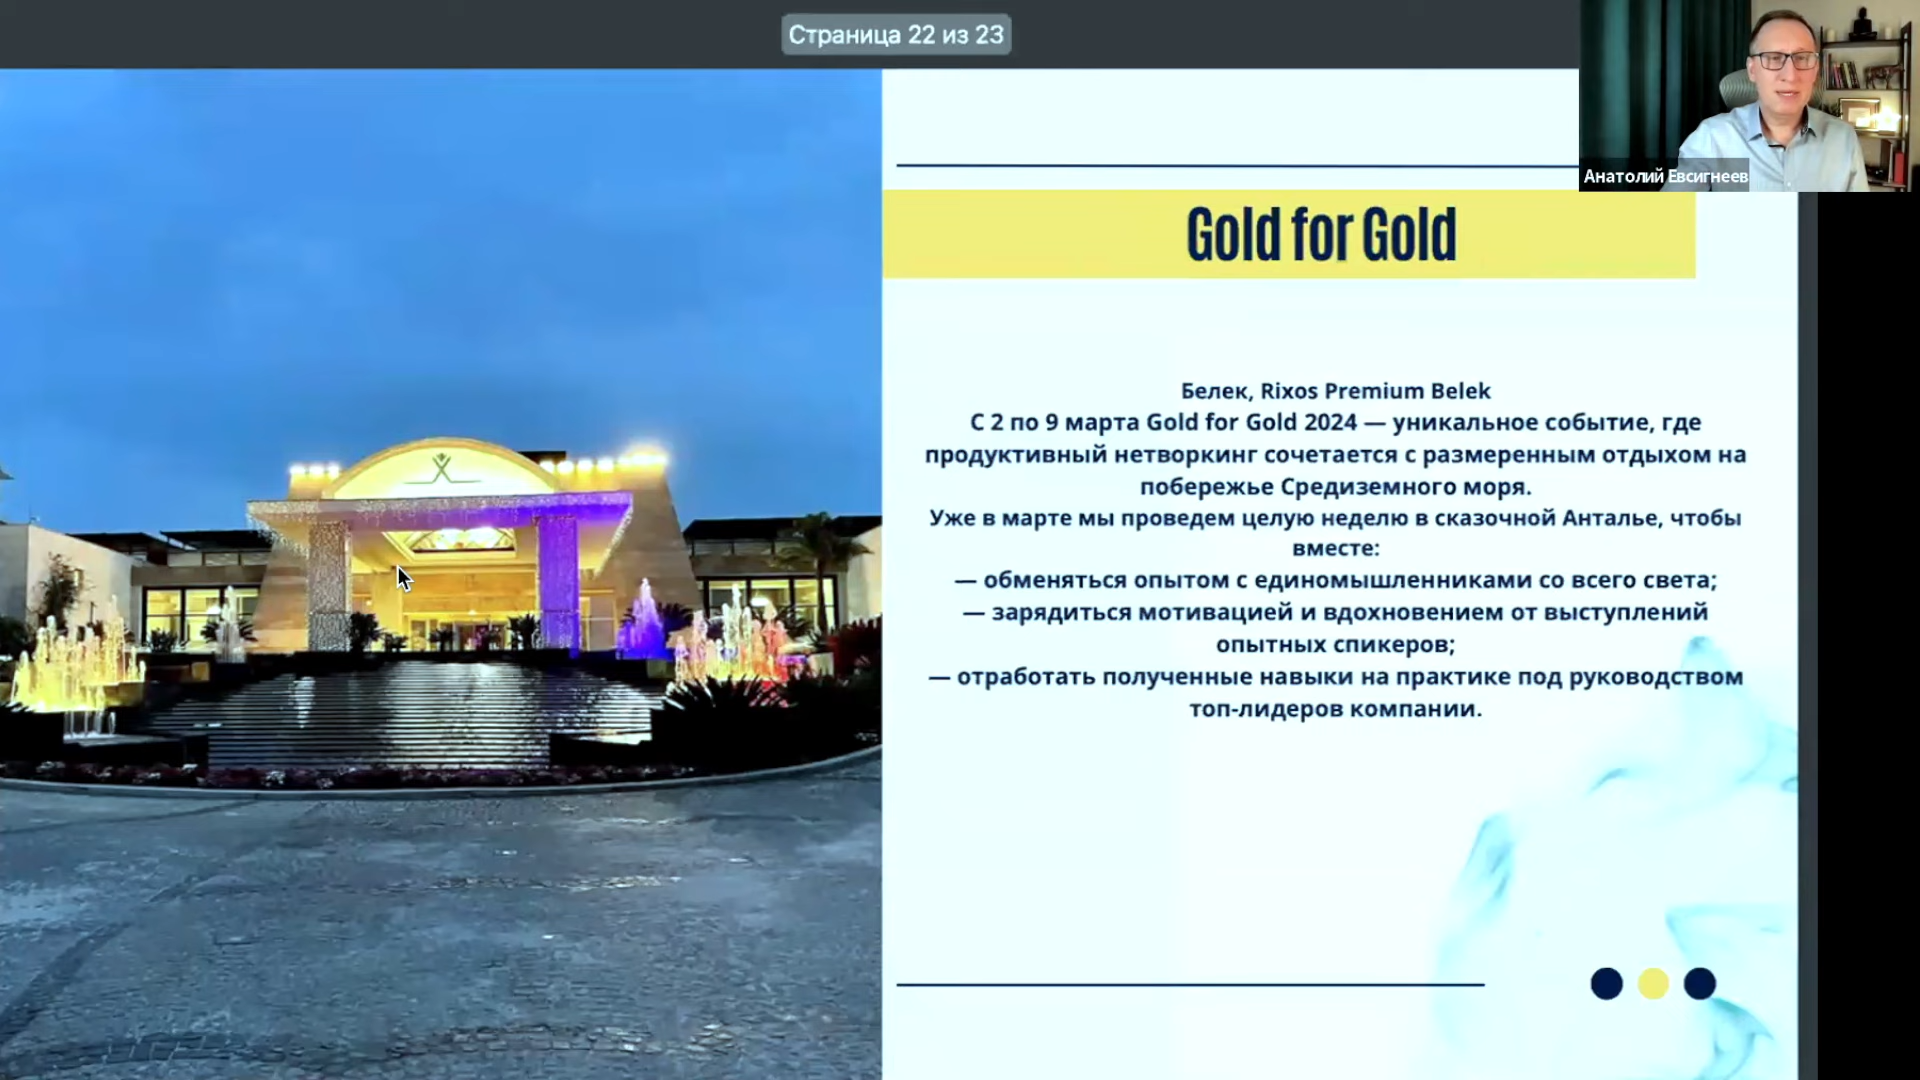 Страница 22 из 23
Анатолий Евсигнеев
Gold for Gold
Белек, Rixos Premium Belek
С 2 по 9 марта Gold for Gold 2024 — уникальное событие, где
продуктивный нетворкинг сочетается с размеренным отдыхом на
побережье Средиземного моря.
Уже в марте мы проведем целую неделю в сказочной Анталье, чтобы
вместе:
— обменяться опытом с единомышленниками со всего света;
— зарядиться мотивацией и вдохновением от выступлений
опытных спикеров;
— отработать полученные навыки на практике под руководством
топ-лидеров компании.